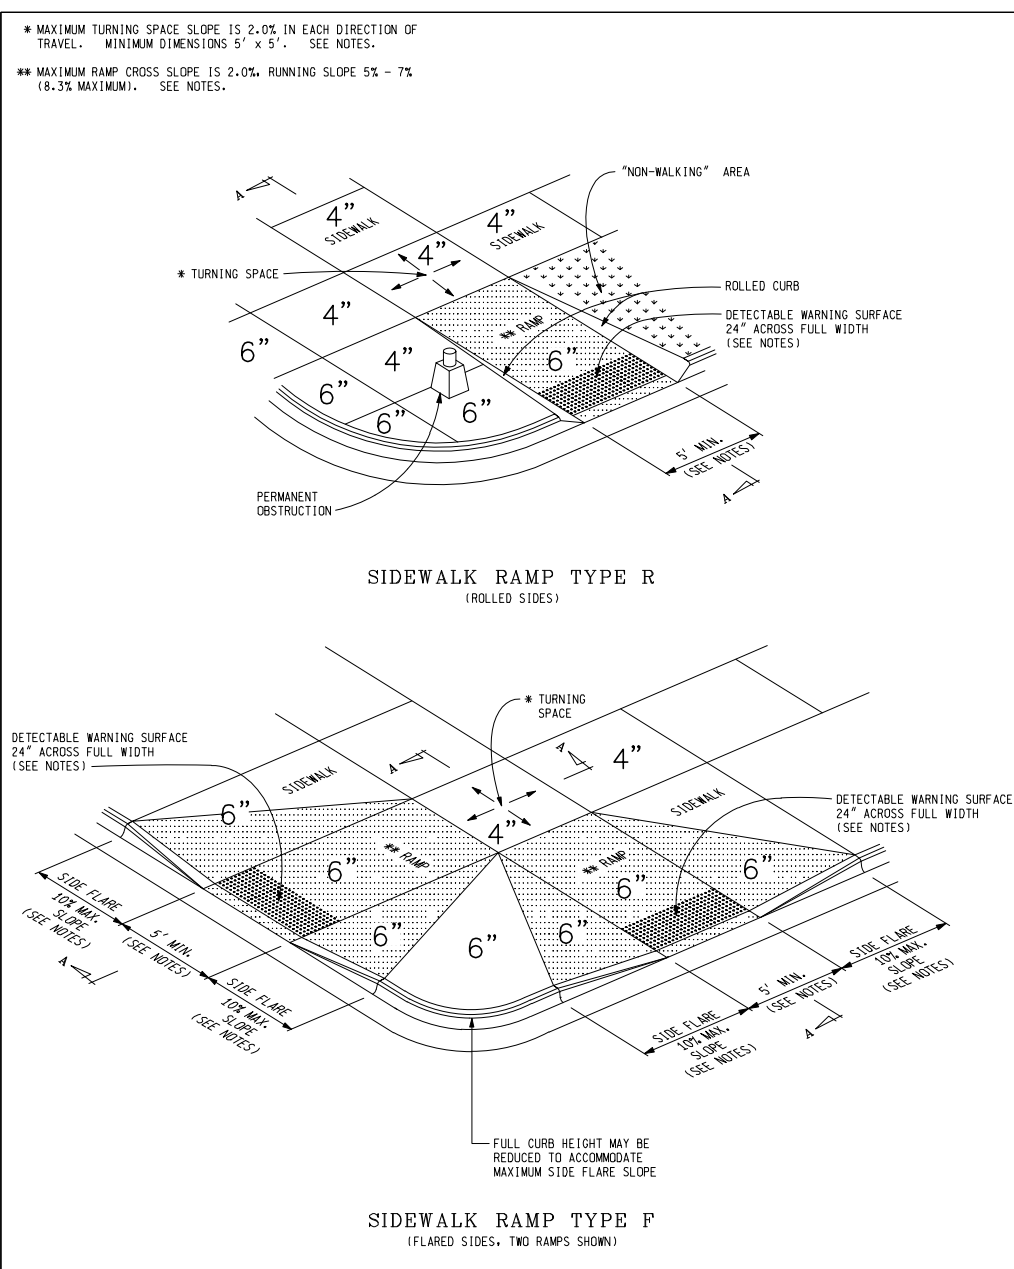 * MAXIMUM TURNING SPACE SLOPE IS 2.0% IN EACH DIRECTION OF
TRAVEL. MINIMUM DIMENSIONS 5' x 5'. SEE NOTES.
** MAXIMUM RAMP CROSS SLOPE IS 2.0%, RUNNING SLOPE 5% - 7%
(8.3% MAXIMUM). SEE NOTES.
"NON-WALKING" AREA
A
4"
SIDEWALK
4"
SIDEWALK
4"
* TURNING SPACE
ROLLED CURB
4"
** RAMP
DETECTABLE WARNING SURFACE
24" ACROSS FULL WIDTH
(SEE NOTES)
6"
4"
6"
6"
6"
6"
5' MIN.
(SEE NOTES)
A
PERMANENT
OBSTRUCTION
SIDEWALK RAMP TYPE R
(ROLLED SIDES)
* TURNING
SPACE
DETECTABLE WARNING SURFACE
24" ACROSS FULL WIDTH
(SEE NOTES)
A
A
4"
SIDEWALK
SIDEWALK
6"
4"
DETECTABLE WARNING SURFACE
24" ACROSS FULL WIDTH
(SEE NOTES)
** RAMP
** RAMP
6"
6"
6"
6"
6"
6"
SIDE FLARE
10% MAX.
SLOPE
(SEE NOTES)
5' MIN.
(SEE NOTES)
A
SIDE FLARE
10% MAX.
SLOPE
(SEE NOTES)
SIDE FLARE
10% MAX.
SLOPE
(SEE NOTES)
5' MIN.
(SEE NOTES)
SIDE FLARE
10% MAX.
SLOPE
(SEE NOTES)
A
FULL CURB HEIGHT MAY BE
REDUCED TO ACCOMMODATE
MAXIMUM SIDE FLARE SLOPE
SIDEWALK RAMP TYPE F
(FLARED SIDES, TWO RAMPS SHOWN)